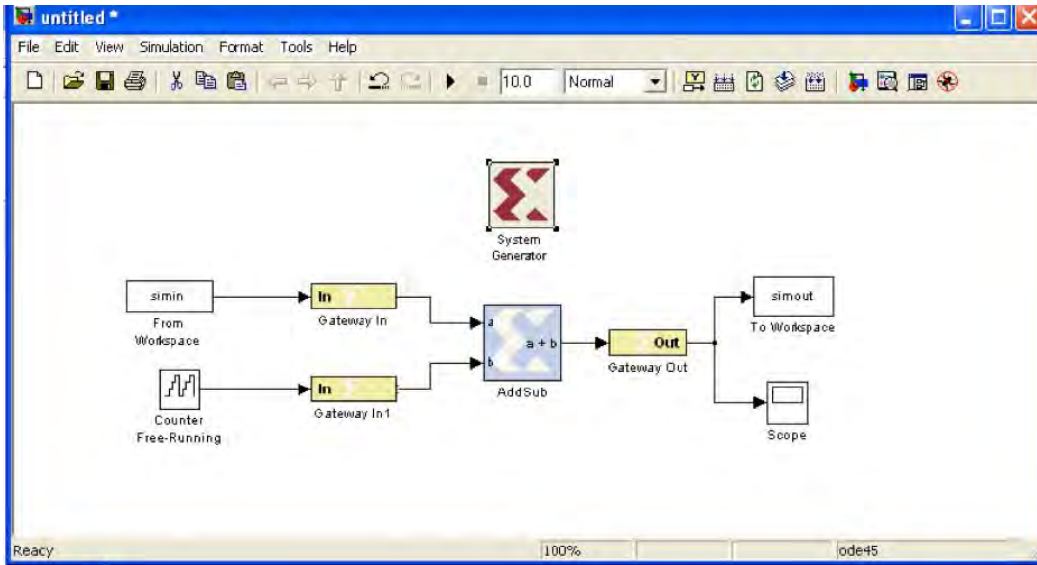 untitled *
File Edit View Simulation Format Tools Help
10.0 Normal
System
Generator
simin
From
Workspace
In
Gateway In
a
b
a + b
AddSub
Out
Gateway Out
simout
To Workspace
Counter
Free-Running
In
Gateway In1
Scope
Reacy 100% ode45